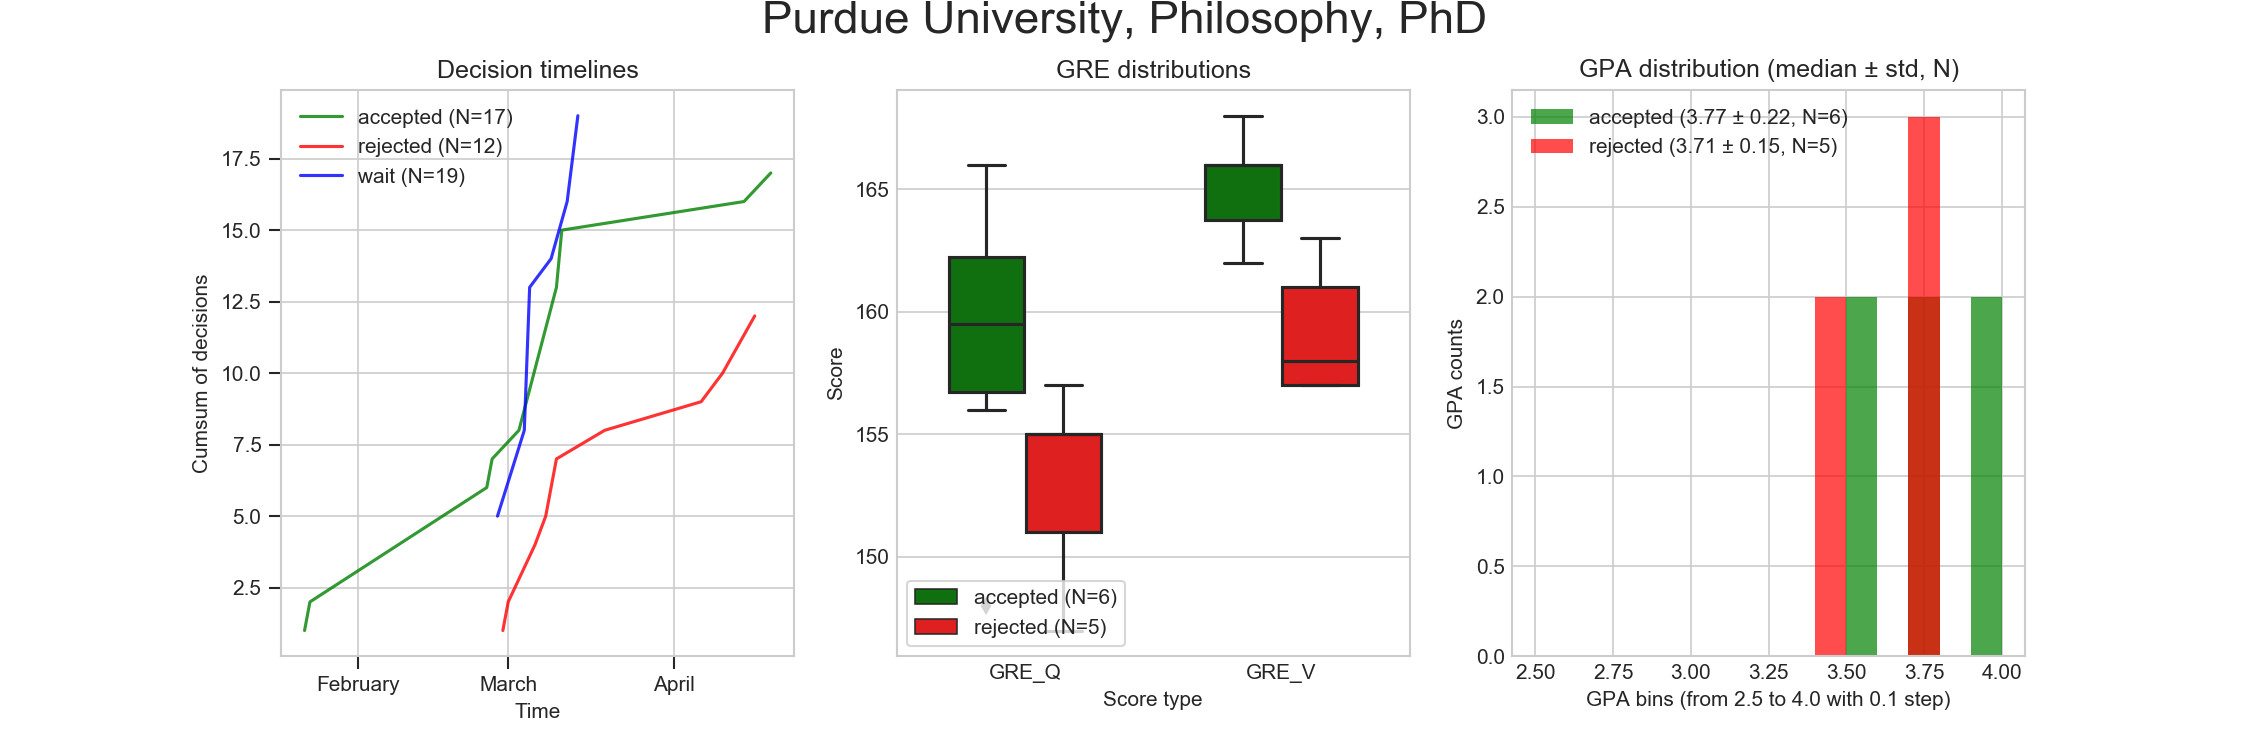 Purdue University, Philosophy, PhD
Decision timelines
accepted (N=17)
rejected (N=12)
wait (N=19)
17.5
15.0
12.5
10.0
7.5
5.0
2.5
Cumsum of decisions
February
March
April
Time
GRE distributions
165
160
155
150
Score
accepted (N=6)
rejected (N=5)
GRE_Q
GRE_V
Score type
GPA distribution (median ± std, N)
accepted (3.77 ± 0.22, N=6)
rejected (3.71 ± 0.15, N=5)
3.0
2.5
2.0
1.5
1.0
0.5
0.0
GPA counts
2.50
2.75
3.00
3.25
3.50
3.75
4.00
GPA bins (from 2.5 to 4.0 with 0.1 step)